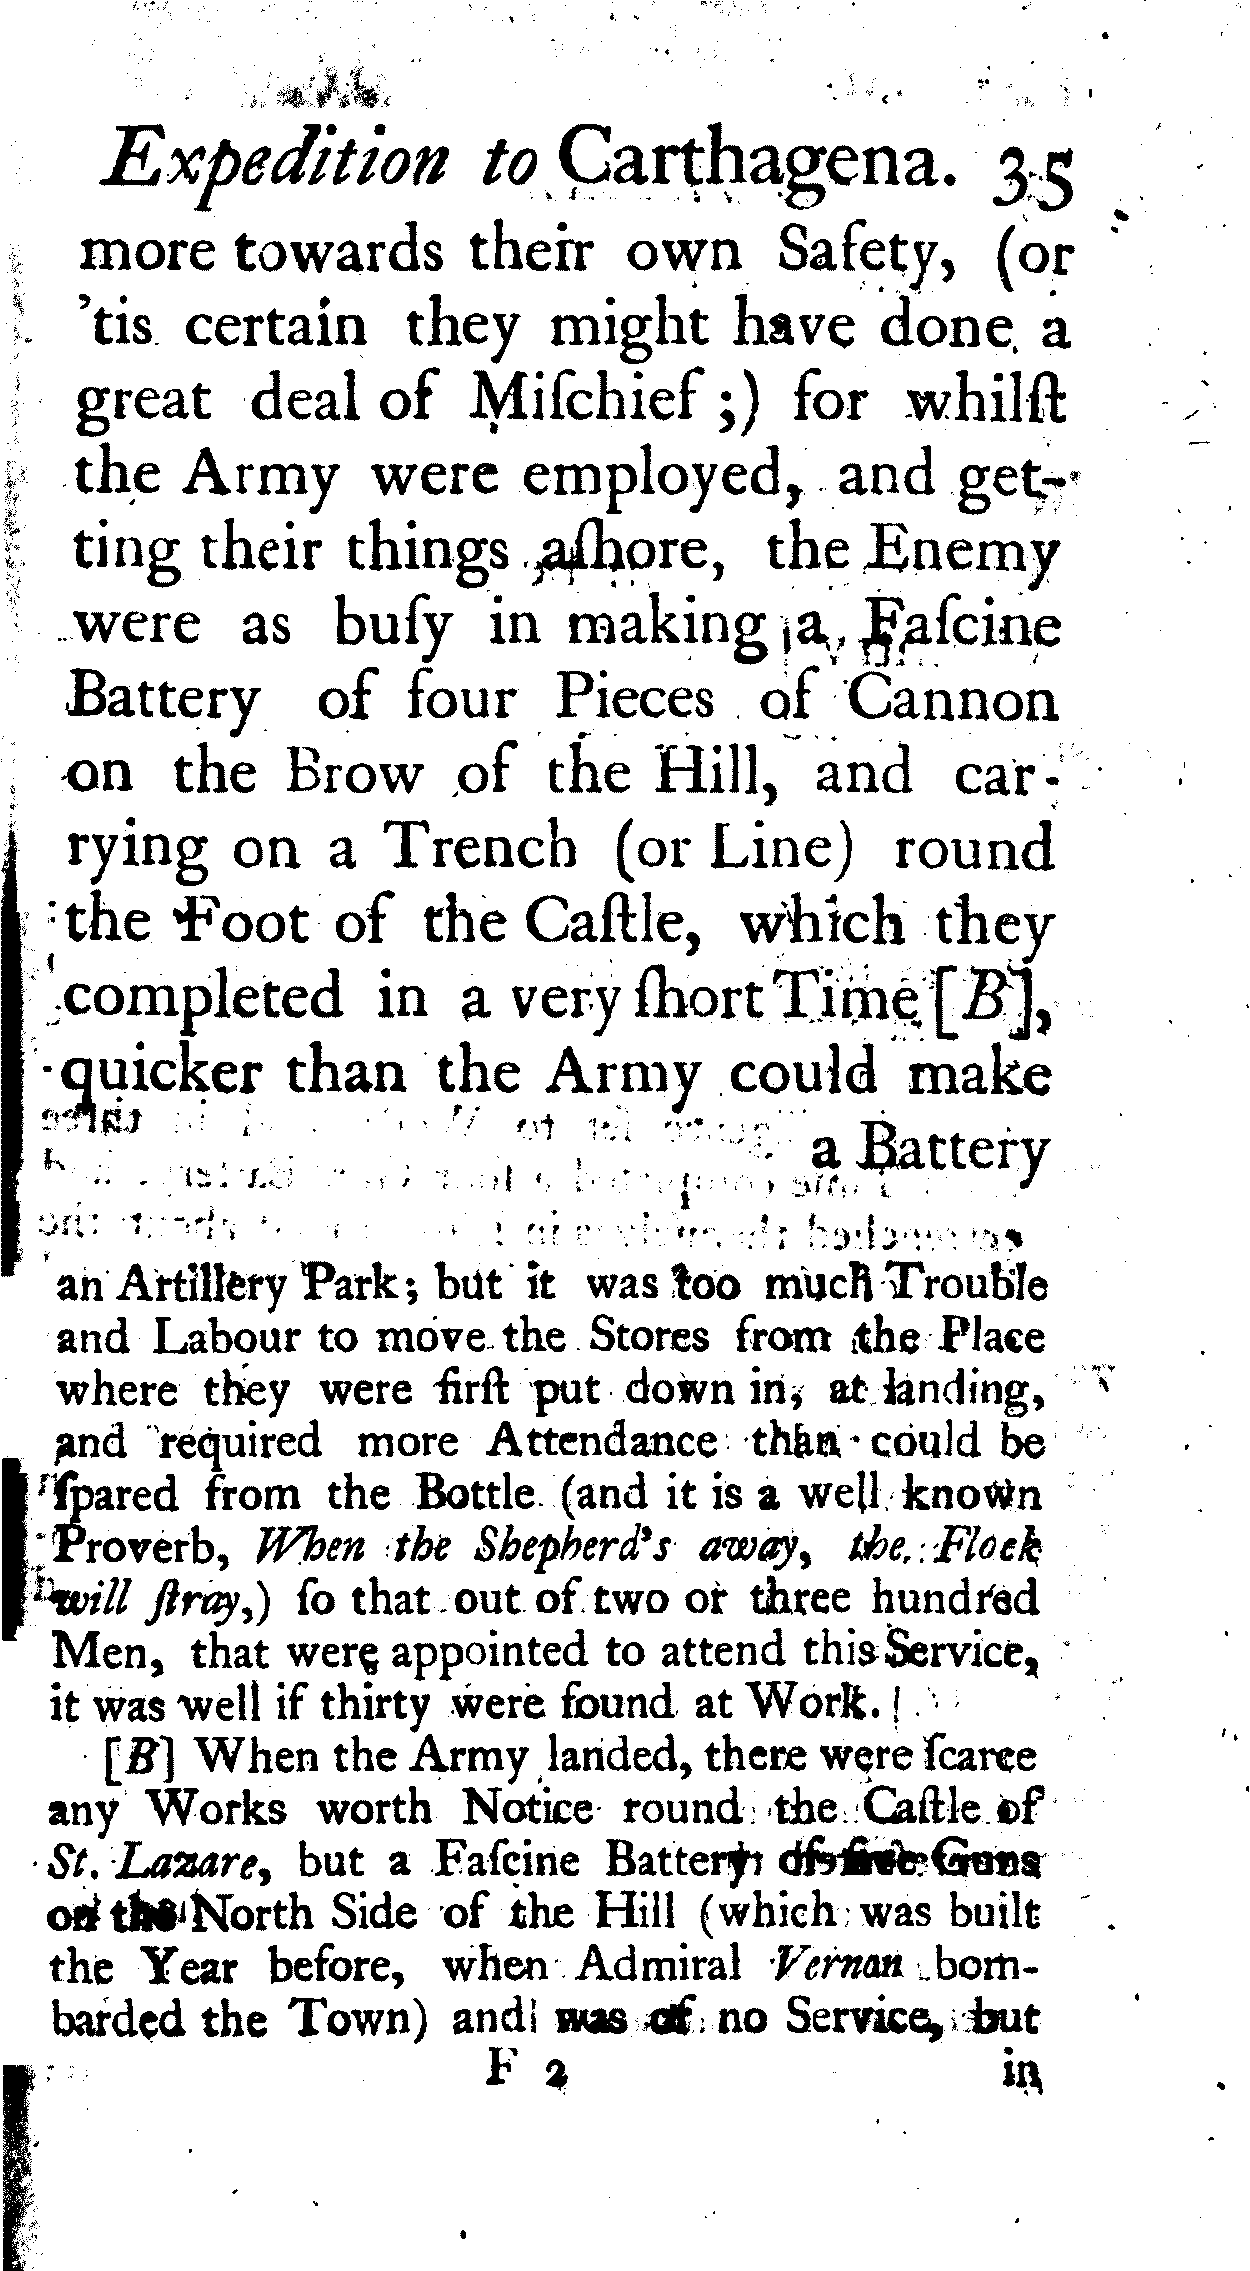 Expedition to Carthagena. 35
more towards their own Safety, (or
'tis certain they might have done a
great deal of Miſchief;) for whilſt
the Army were employed, and get-
ting their things aſhore, the Enemy
were as buſy in making a Faſcine
Battery of four Pieces of Cannon
on the Brow of the Hill, and car-
rying on a Trench (or Line) round
the Foot of the Caſtle, which they
completed in a very ſhort Time [B],
quicker than the Army could make
a Battery
an Artillery Park; but it was too much Trouble
and Labour to move the Stores from the Place
where they were firſt put down in, at landing,
and required more Attendance than could be
ſpared from the Bottle (and it is a well known
Proverb, When the Shepherd's away, the Flock
will ſtray,) ſo that out of two or three hundred
Men, that were appointed to attend this Service,
it was well if thirty were found at Work.
[B] When the Army landed, there were ſcarce
any Works worth Notice round the Caſtle of
St. Lazare, but a Faſcine Battery of five Guns
on the North Side of the Hill (which was built
the Year before, when Admiral Vernan bom-
barded the Town) and was of no Service, but
F 2 in